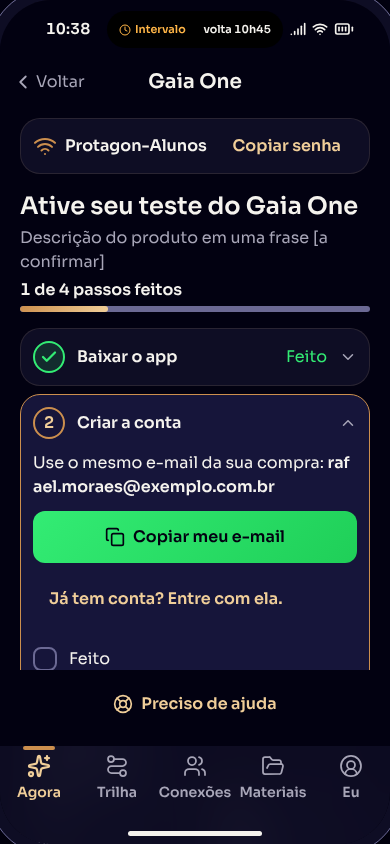 10:38
Intervalo
volta 10h45
Voltar
Gaia One
Protagon-Alunos
Copiar senha
Ative seu teste do Gaia One
Descrição do produto em uma frase [a
confirmar]
1 de 4 passos feitos
Baixar o app
Feito
2
Criar a conta
Use o mesmo e-mail da sua compra: raf
ael.moraes@exemplo.com.br
Copiar meu e-mail
Já tem conta? Entre com ela.
Feito
Preciso de ajuda
Agora
Trilha
Conexões
Materiais
Eu